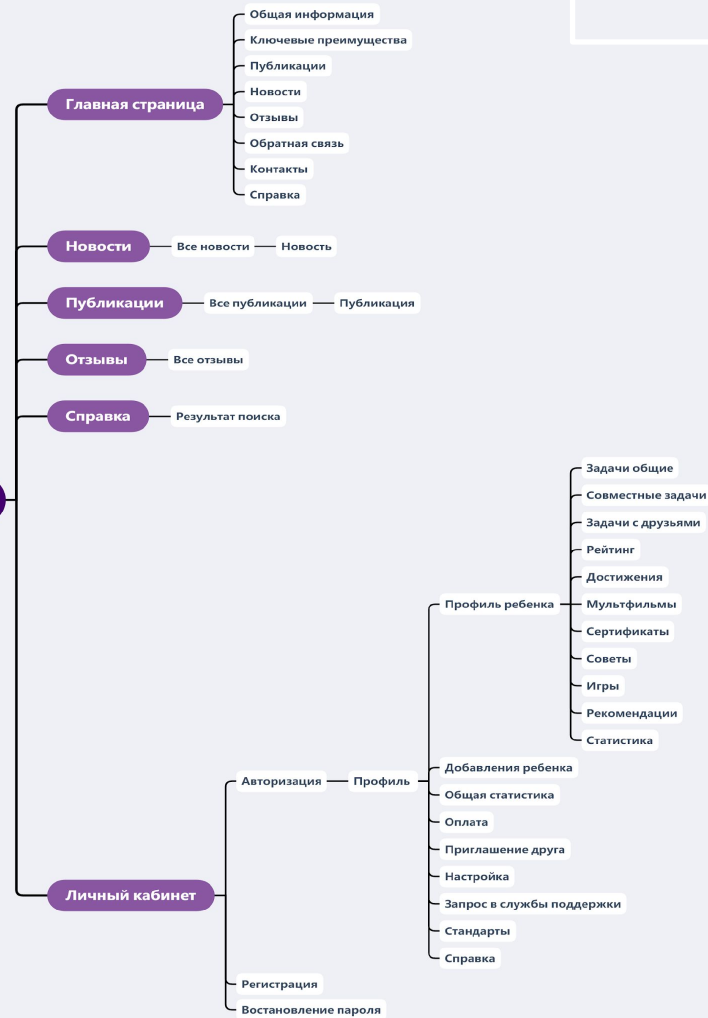 Общая информация
Ключевые преимущества
Публикации
Новости
Отзывы
Обратная связь
Контакты
Справка
Главная страница
Новости
Все новости
Новость
Публикации
Все публикации
Публикация
Отзывы
Все отзывы
Справка
Результат поиска
Задачи общие
Совместные задачи
Задачи с друзьями
Рейтинг
Достижения
Профиль ребенка
Мультфильмы
Сертификаты
Советы
Игры
Рекомендации
Статистика
Авторизация
Профиль
Добавления ребенка
Общая статистика
Оплата
Приглашение друга
Настройка
Запрос в службы поддержки
Стандарты
Справка
Личный кабинет
Регистрация
Востановление пароля